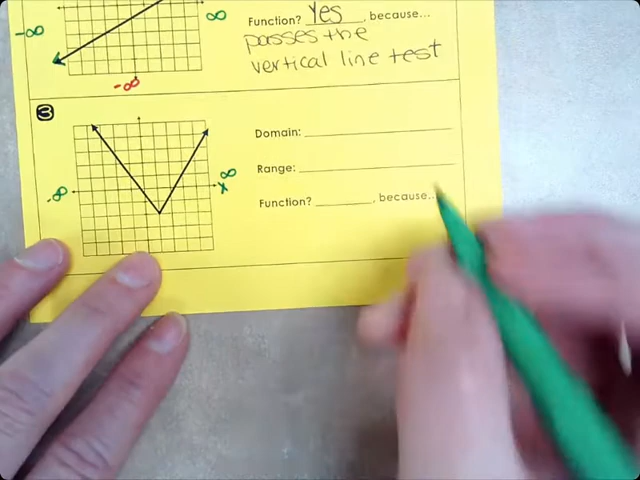 -∞
∞
Function? Yes, because...
passes the
vertical line test
-∞
3
Domain:
-∞
∞
x
Range:
Function? , because..